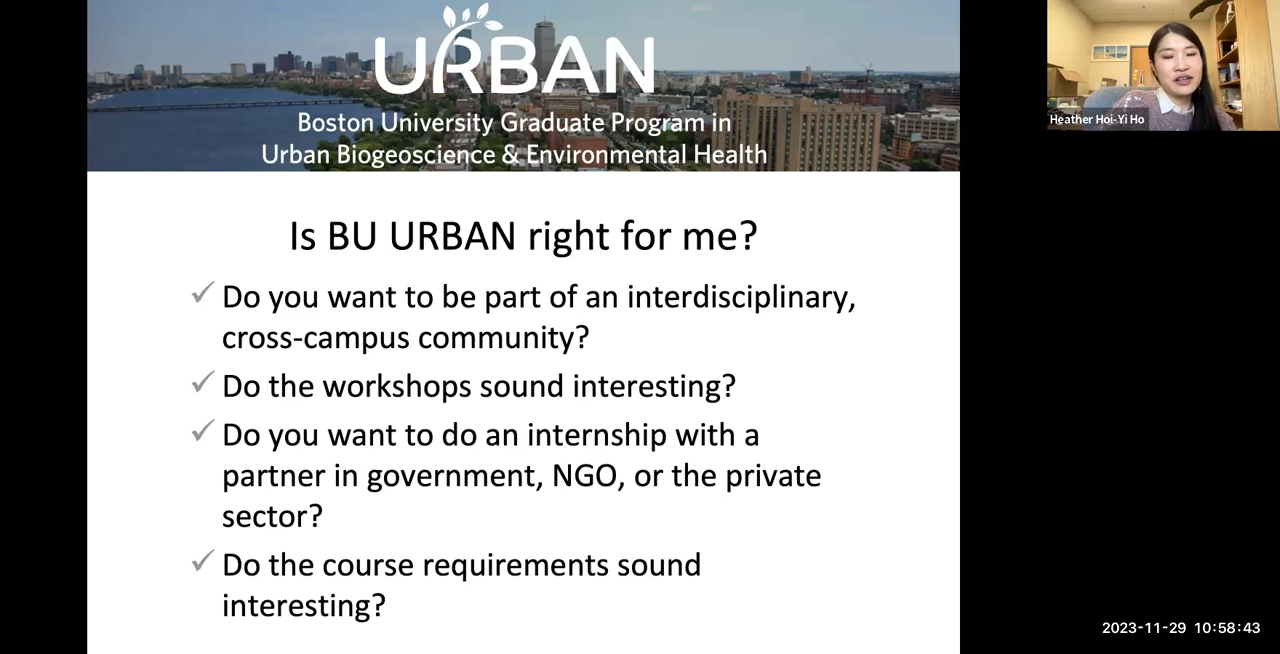 URBAN
Boston University Graduate Program in
Urban Biogeoscience & Environmental Health
Heather Hoi-Yi Ho
Is BU URBAN right for me?
Do you want to be part of an interdisciplinary,
cross-campus community?
Do the workshops sound interesting?
Do you want to do an internship with a
partner in government, NGO, or the private
sector?
Do the course requirements sound
interesting?
2023-11-29 10:58:43